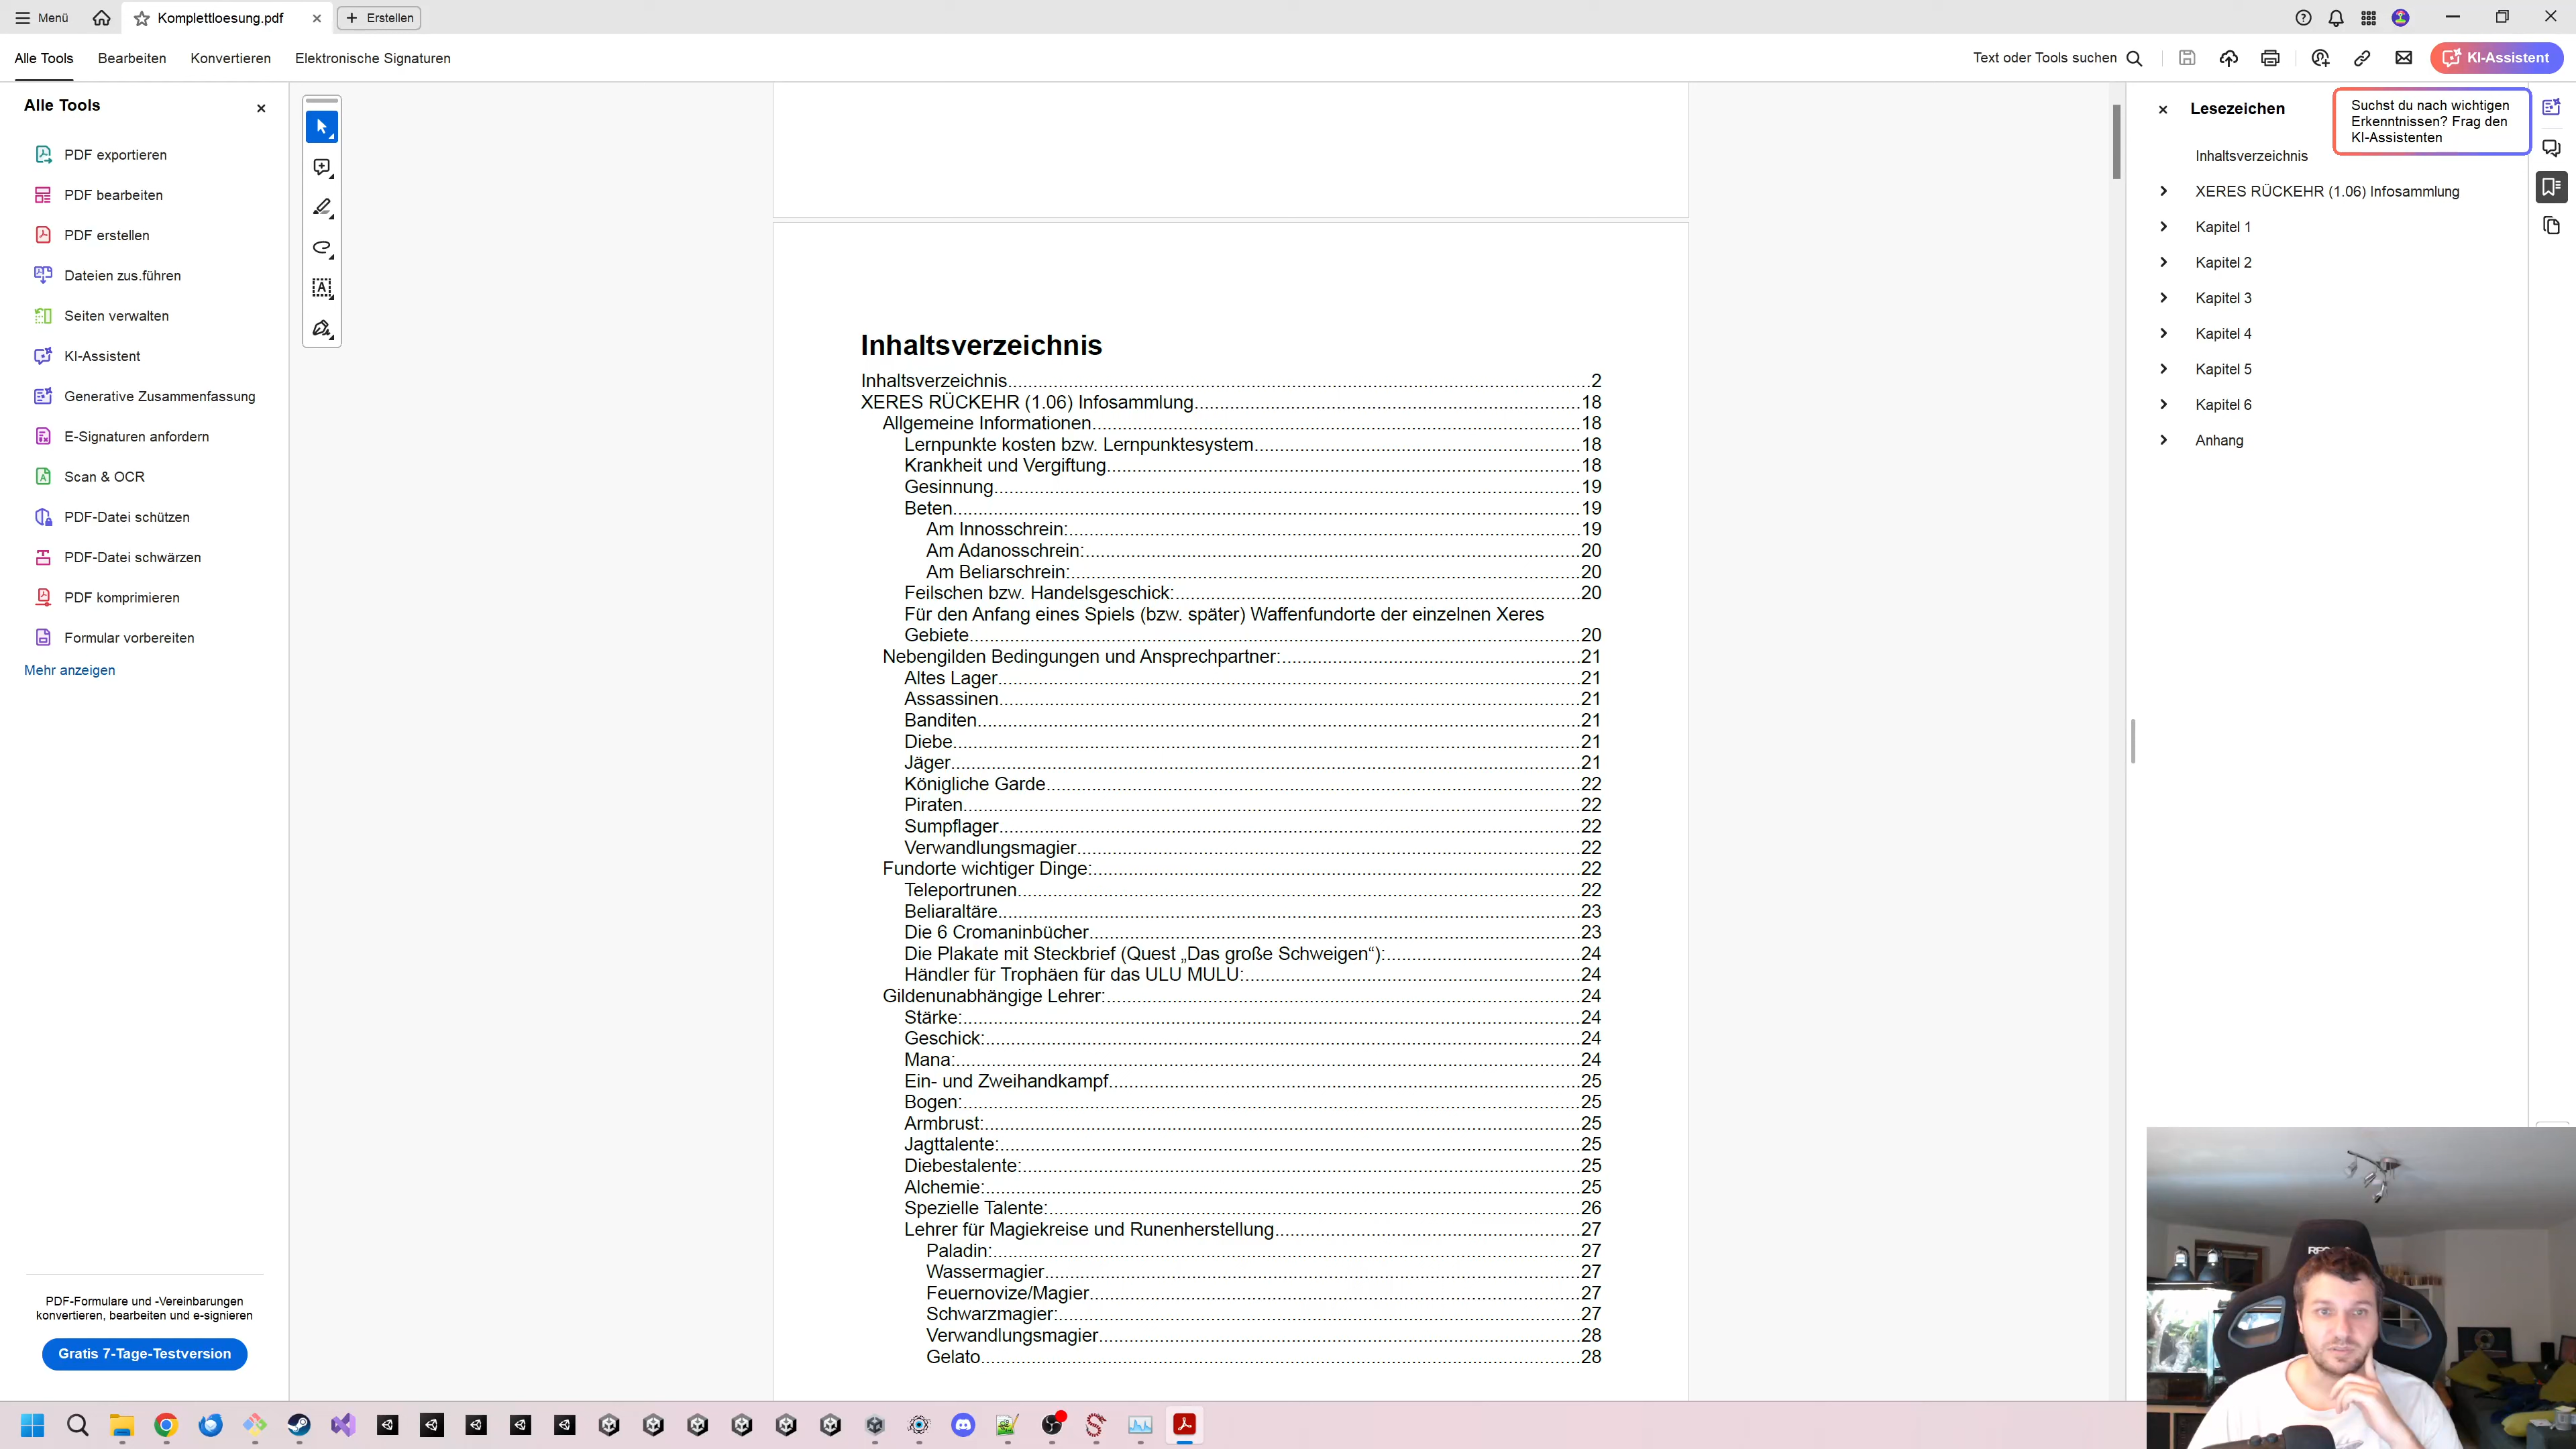 Menü
Komplettloesung.pdf
Erstellen
Alle Tools
Bearbeiten
Konvertieren
Elektronische Signaturen
Text oder Tools suchen
KI-Assistent
Alle Tools
PDF exportieren
PDF bearbeiten
PDF erstellen
Dateien zus.führen
Seiten verwalten
KI-Assistent
Generative Zusammenfassung
E-Signaturen anfordern
Scan & OCR
PDF-Datei schützen
PDF-Datei schwärzen
PDF komprimieren
Formular vorbereiten
Mehr anzeigen
PDF-Formulare und -Vereinbarungen
konvertieren, bearbeiten und e-signieren
Gratis 7-Tage-Testversion
Inhaltsverzeichnis
Inhaltsverzeichnis 2
XERES RÜCKEHR (1.06) Infosammlung 18
Allgemeine Informationen 18
Lernpunkte kosten bzw. Lernpunktesystem 18
Krankheit und Vergiftung 18
Gesinnung 19
Beten 19
Am Innosschrein: 19
Am Adanosschrein: 20
Am Beliarschrein: 20
Feilschen bzw. Handelsgeschick: 20
Für den Anfang eines Spiels (bzw. später) Waffenfundorte der einzelnen Xeres
Gebiete 20
Nebengilden Bedingungen und Ansprechpartner: 21
Altes Lager 21
Assassinen 21
Banditen 21
Diebe 21
Jäger 21
Königliche Garde 22
Piraten 22
Sumpflager 22
Verwandlungsmagier 22
Fundorte wichtiger Dinge: 22
Teleportrunen 22
Beliaraltäre 23
Die 6 Cromaninbücher 23
Die Plakate mit Steckbrief (Quest „Das große Schweigen“): 24
Händler für Trophäen für das ULU MULU: 24
Gildenunabhängige Lehrer: 24
Stärke: 24
Geschick: 24
Mana: 24
Ein- und Zweihandkampf 25
Bogen: 25
Armbrust: 25
Jagttalente: 25
Diebestalente: 25
Alchemie: 25
Spezielle Talente: 26
Lehrer für Magiekreise und Runenherstellung 27
Paladin: 27
Wassermagier 27
Feuernovize/Magier 27
Schwarzmagier: 27
Verwandlungsmagier 28
Gelato 28
Lesezeichen
Suchst du nach wichtigen
Erkenntnissen? Frag den
KI-Assistenten
Inhaltsverzeichnis
XERES RÜCKEHR (1.06) Infosammlung
Kapitel 1
Kapitel 2
Kapitel 3
Kapitel 4
Kapitel 5
Kapitel 6
Anhang